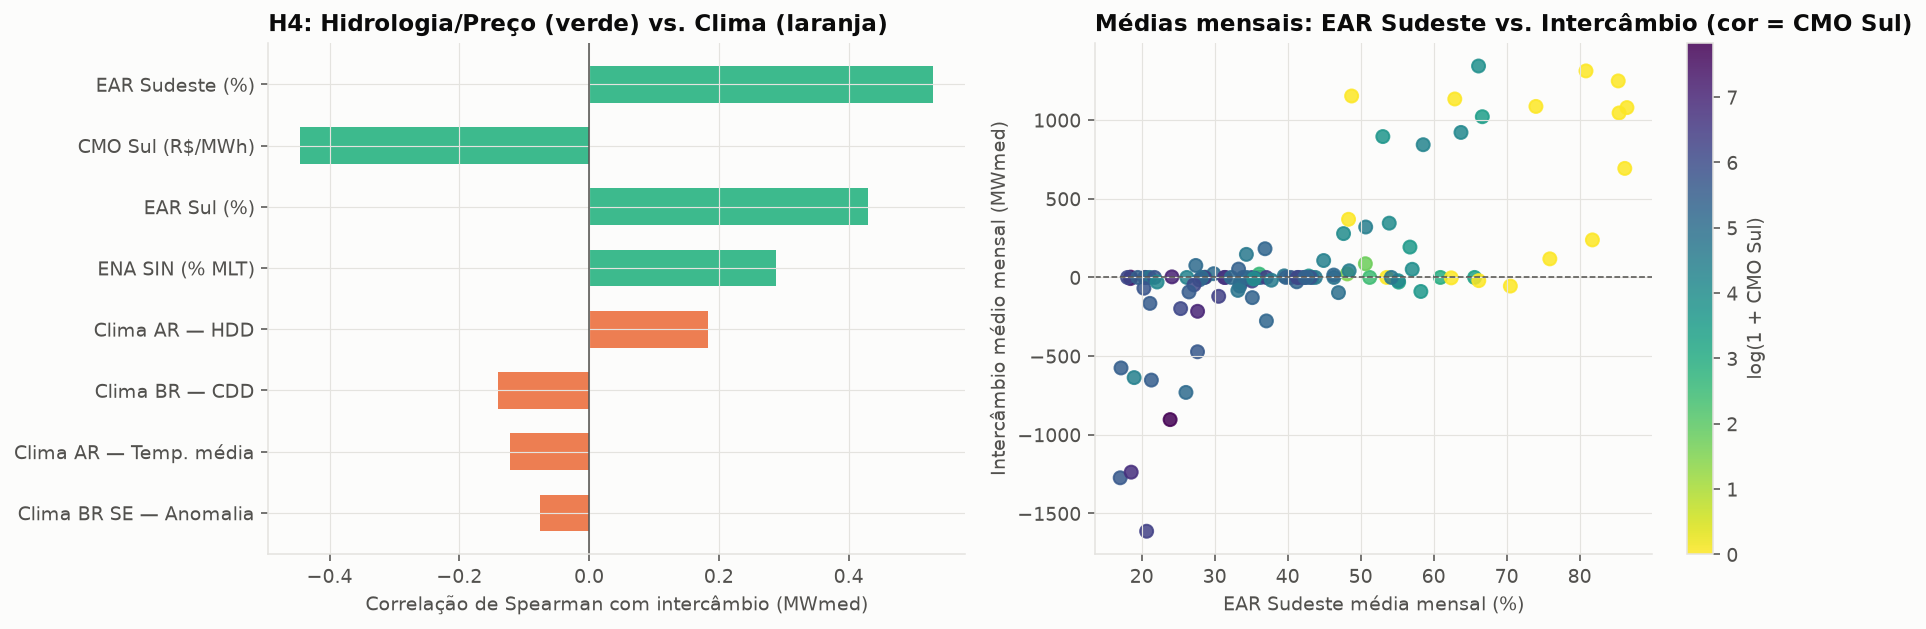 H4: Hidrologia/Preço (verde) vs. Clima (laranja)
EAR Sudeste (%)
CMO Sul (R$/MWh)
EAR Sul (%)
ENA SIN (% MLT)
Clima AR — HDD
Clima BR — CDD
Clima AR — Temp. média
Clima BR SE — Anomalia
−0.4
−0.2
0.0
0.2
0.4
Correlação de Spearman com intercâmbio (MWmed)
Médias mensais: EAR Sudeste vs. Intercâmbio (cor = CMO Sul)
Intercâmbio médio mensal (MWmed)
1000
500
0
−500
−1000
−1500
20
30
40
50
60
70
80
EAR Sudeste média mensal (%)
7
6
5
4
3
2
1
0
log(1 + CMO Sul)